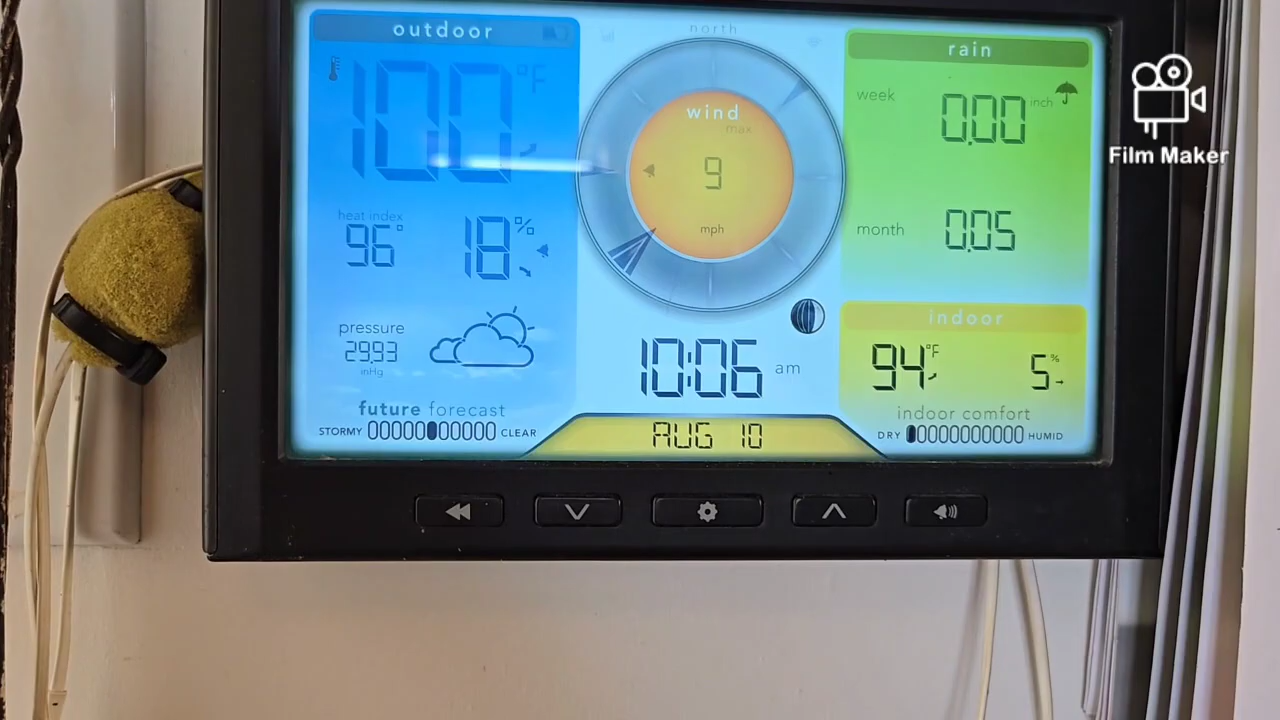 outdoor
100°F
heat index
96°
18%
pressure
29.93
inHg
future forecast
STORMY
CLEAR
north
wind
max
9
mph
10:06 am
AUG 10
rain
week
0.00 inch
month
0.05
indoor
94°F
5%
indoor comfort
DRY
HUMID
Film Maker